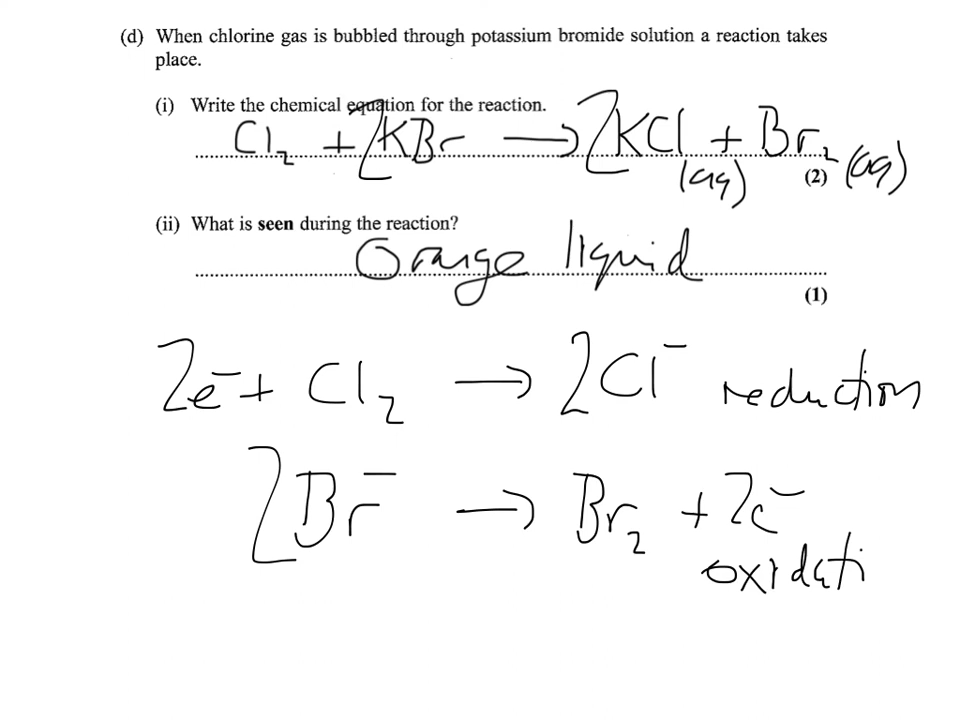 (d) When chlorine gas is bubbled through potassium bromide solution a reaction takes
place.
(i) Write the chemical equation for the reaction.
Cl₂ + 2KBr → 2KCl + Br₂ (aq)
(aq) (2)
(ii) What is seen during the reaction?
Orange liquid
(1)
2e⁻ + Cl₂ → 2Cl⁻ reduction
2Br⁻ → Br₂ + 2e⁻
oxidati